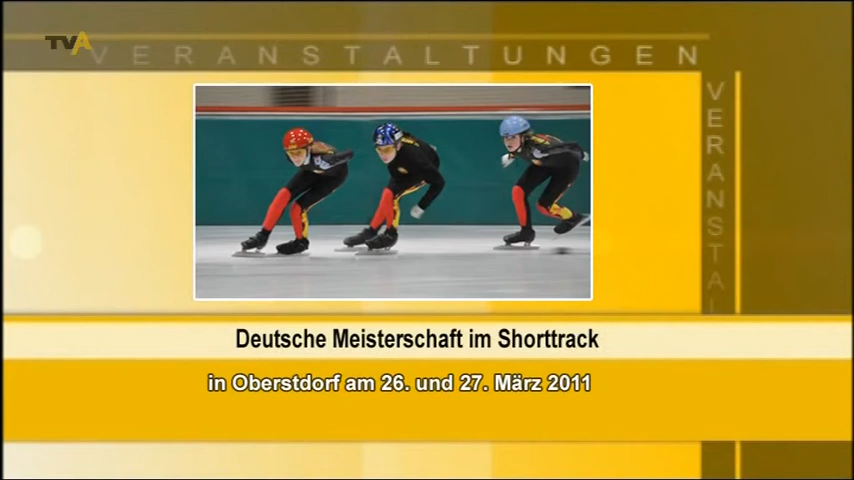 TVA
VERANSTALTUNGEN
VERANSTAL
Deutsche Meisterschaft im Shorttrack
in Oberstdorf am 26. und 27. März 2011